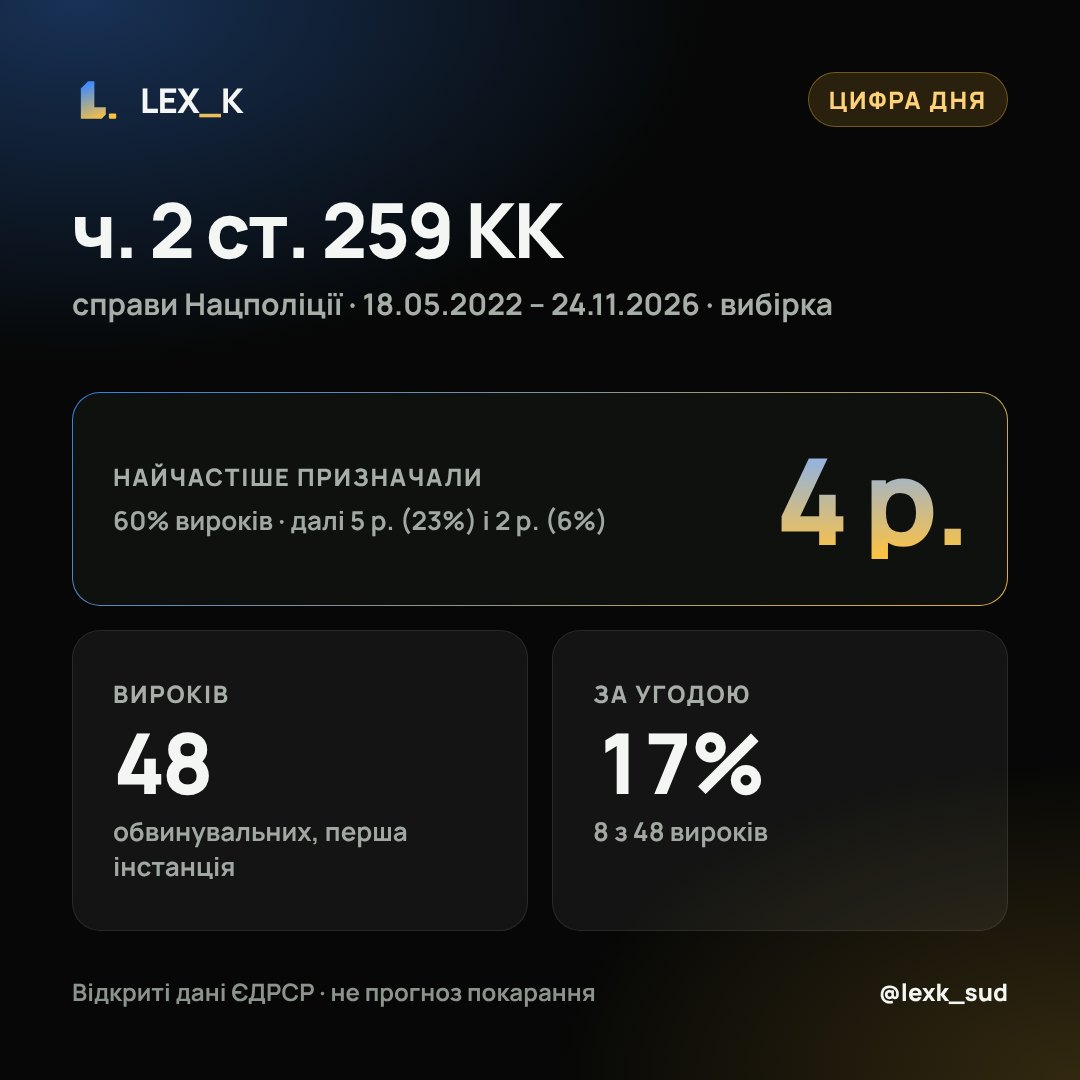 LEX_K
ЦИФРА ДНЯ
ч. 2 ст. 259 КК
справи Нацполіції · 18.05.2022 – 24.11.2026 · вибірка
НАЙЧАСТІШЕ ПРИЗНАЧАЛИ
60% вироків · далі 5 р. (23%) і 2 р. (6%)
4 р.
ВИРОКІВ
48
обвинувальних, перша
інстанція
ЗА УГОДОЮ
17%
8 з 48 вироків
Відкриті дані ЄДРСР · не прогноз покарання
@lexk_sud